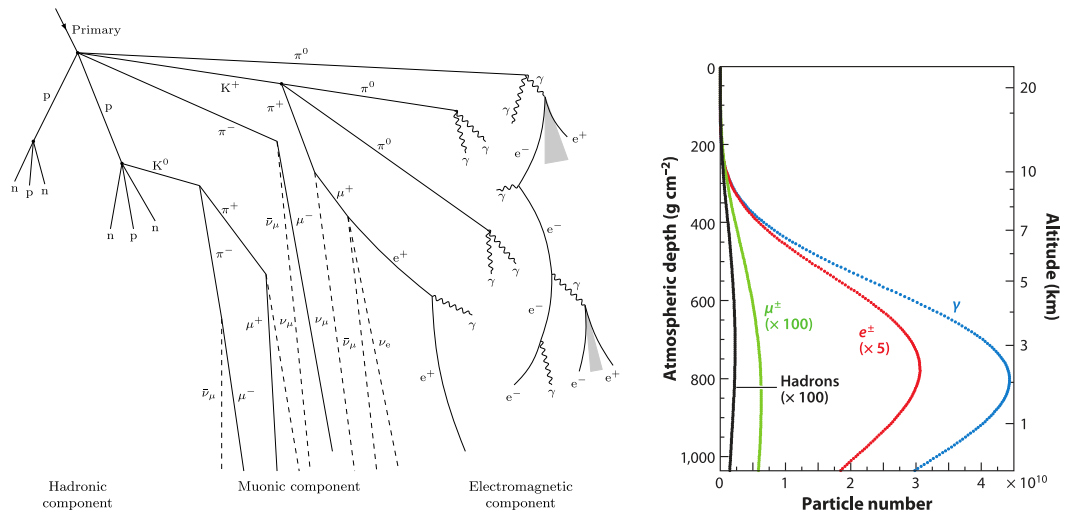 Primary
π⁰
γ
K⁺
π⁰
p
p
π⁺
γ
π⁻
e⁺
π⁰
e⁻
γ
γ
K⁰
n
p
n
γ
μ⁺
π⁺
ν̄μ
μ⁻
e⁻
n
p
n
π⁻
e⁺
γ
γ
e⁻
μ⁺
νμ
νμ
γ
ν̄μ
νe
e⁺
e⁻
e⁺
ν̄μ
μ⁻
e⁻
γ
Hadronic
component
Muonic component
Electromagnetic
component
0
200
400
600
800
1,000
Atmospheric depth (g cm⁻²)
20
10
7
5
3
1
Altitude (km)
μ±
(× 100)
e±
(× 5)
γ
Hadrons
(× 100)
0
1
2
3
4
× 10¹⁰
Particle number